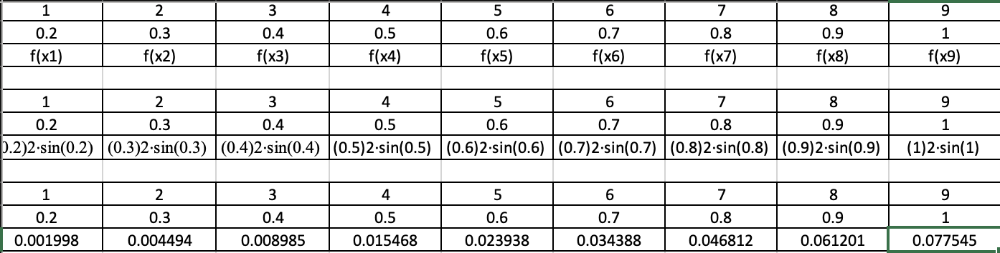 1 2 3 4 5 6 7 8 9
0.2 0.3 0.4 0.5 0.6 0.7 0.8 0.9 1
f(x1) f(x2) f(x3) f(x4) f(x5) f(x6) f(x7) f(x8) f(x9)
1 2 3 4 5 6 7 8 9
0.2 0.3 0.4 0.5 0.6 0.7 0.8 0.9 1
0.2)2·sin(0.2) (0.3)2·sin(0.3) (0.4)2·sin(0.4) (0.5)2·sin(0.5) (0.6)2·sin(0.6) (0.7)2·sin(0.7) (0.8)2·sin(0.8) (0.9)2·sin(0.9) (1)2·sin(1)
1 2 3 4 5 6 7 8 9
0.2 0.3 0.4 0.5 0.6 0.7 0.8 0.9 1
0.001998 0.004494 0.008985 0.015468 0.023938 0.034388 0.046812 0.061201 0.077545